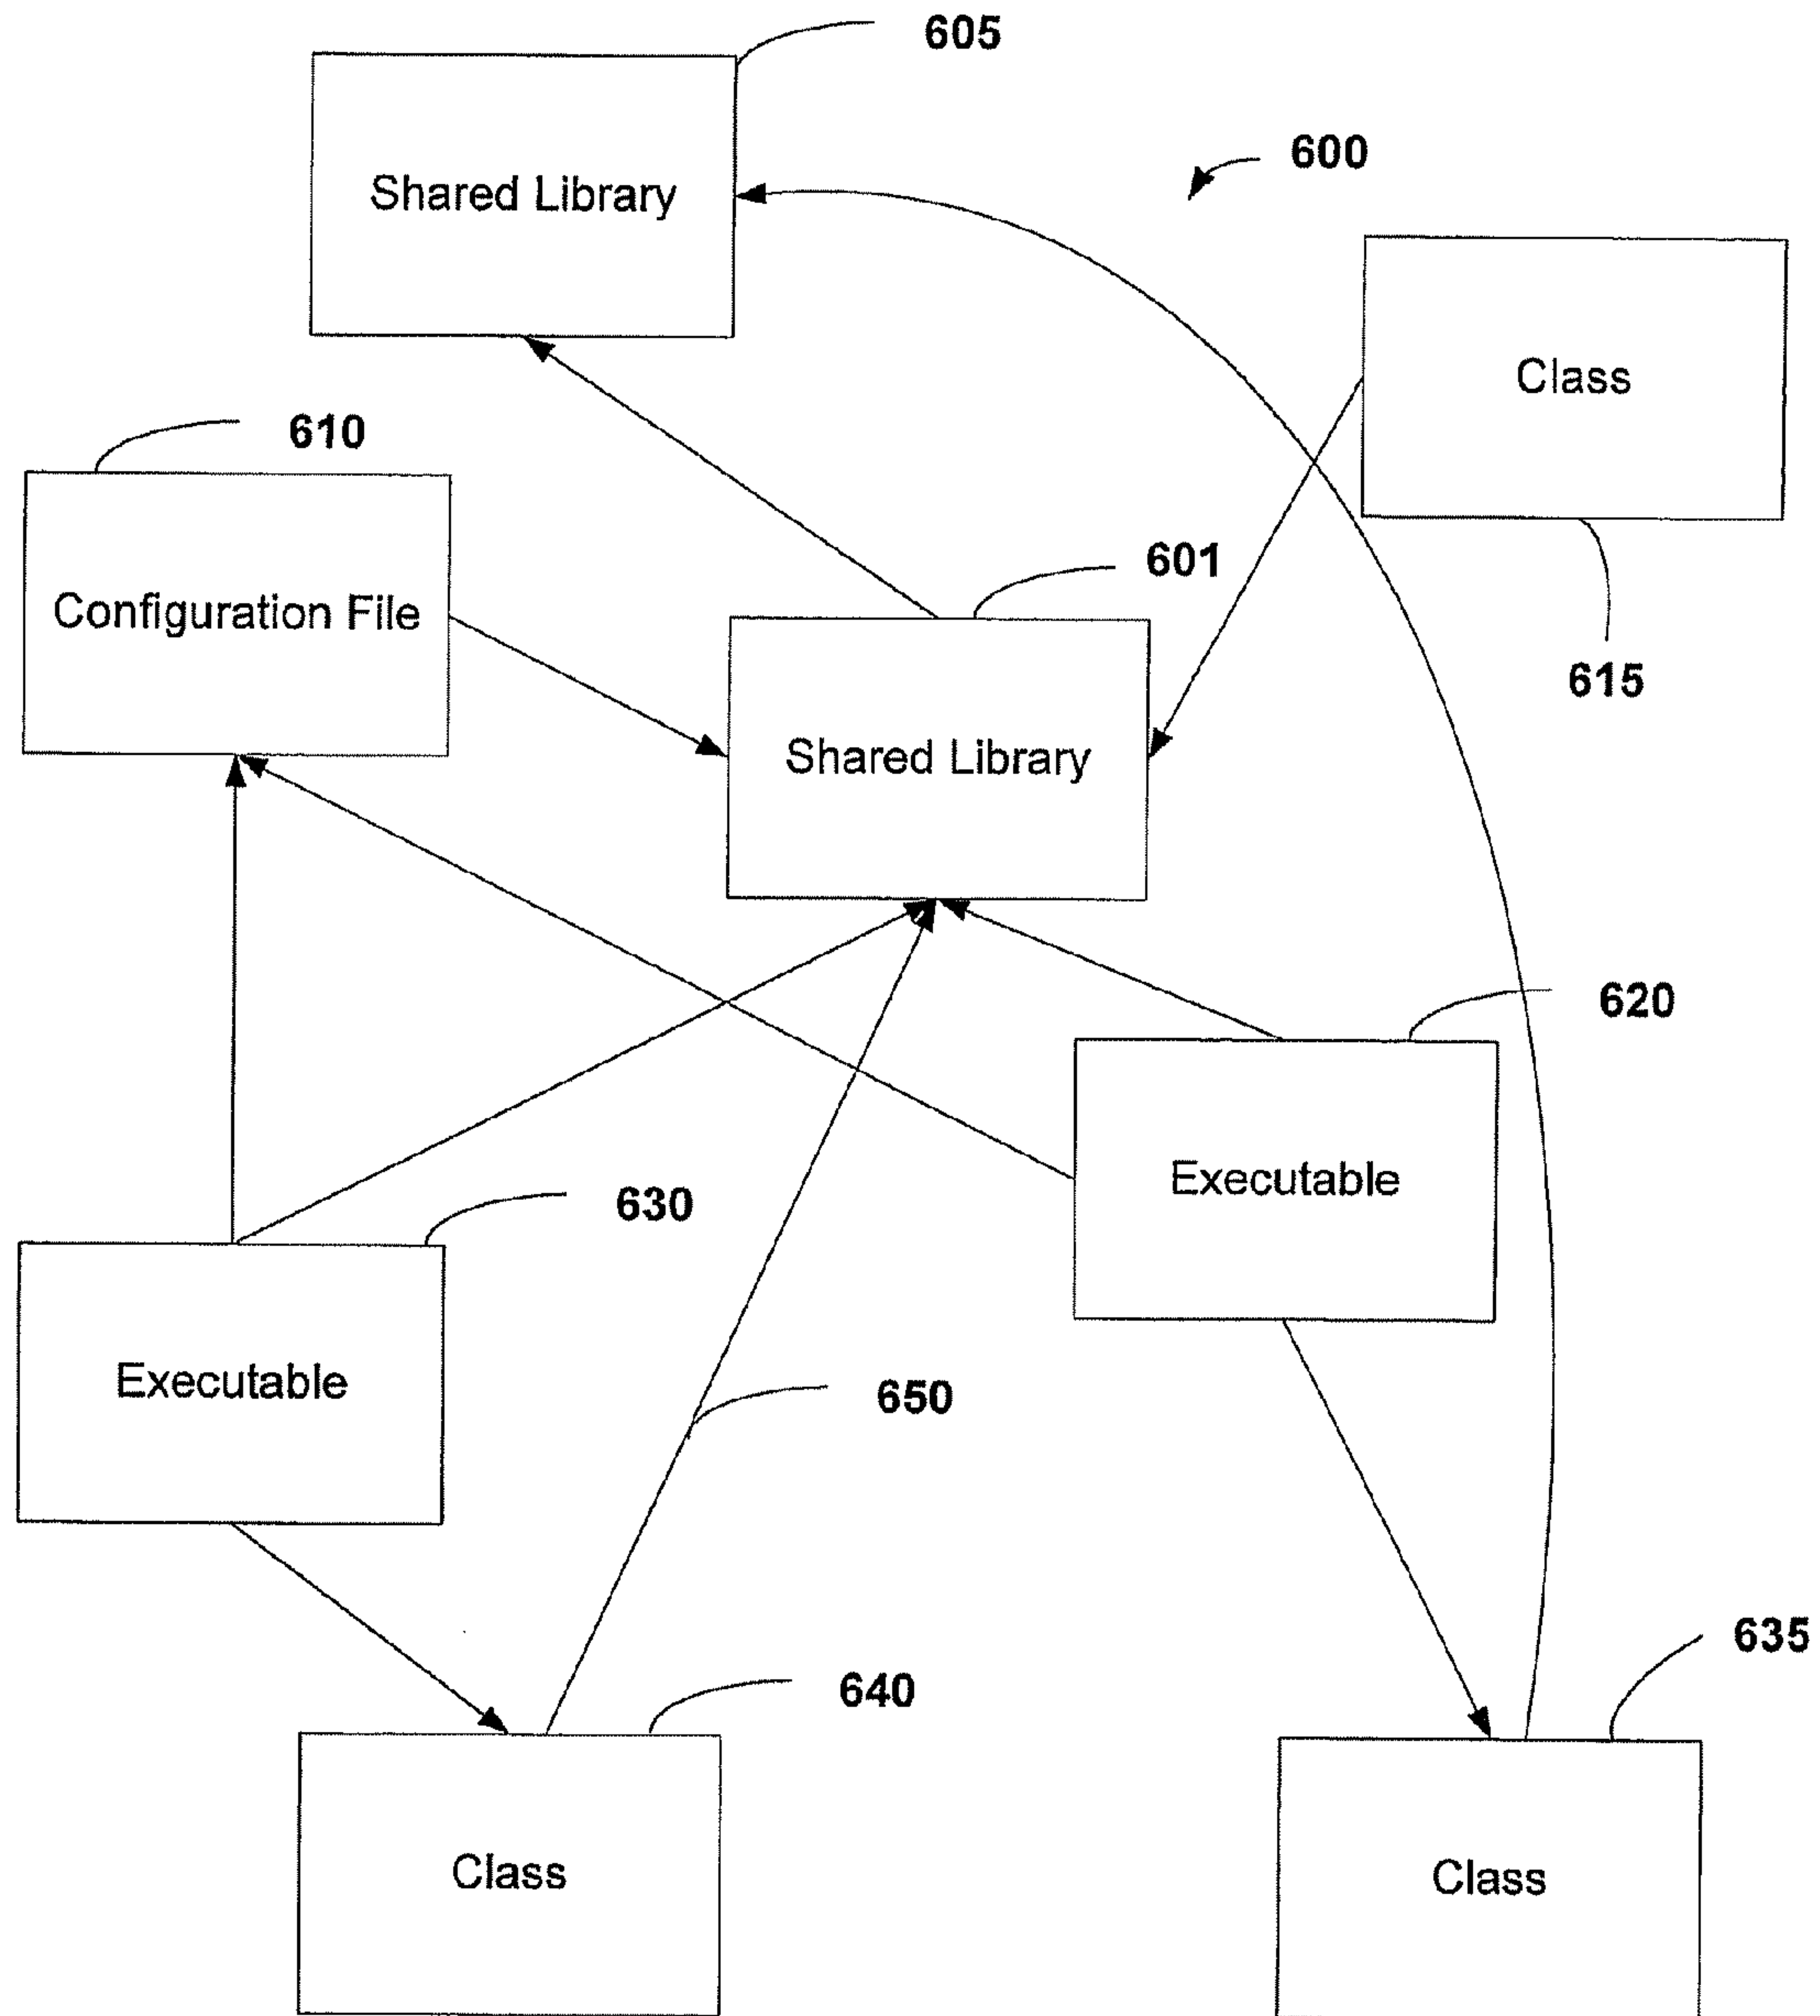 605
Shared Library
600
Class
610
601
Configuration File
615
Shared Library
620
Executable
630
Executable
650
635
640
Class
Class